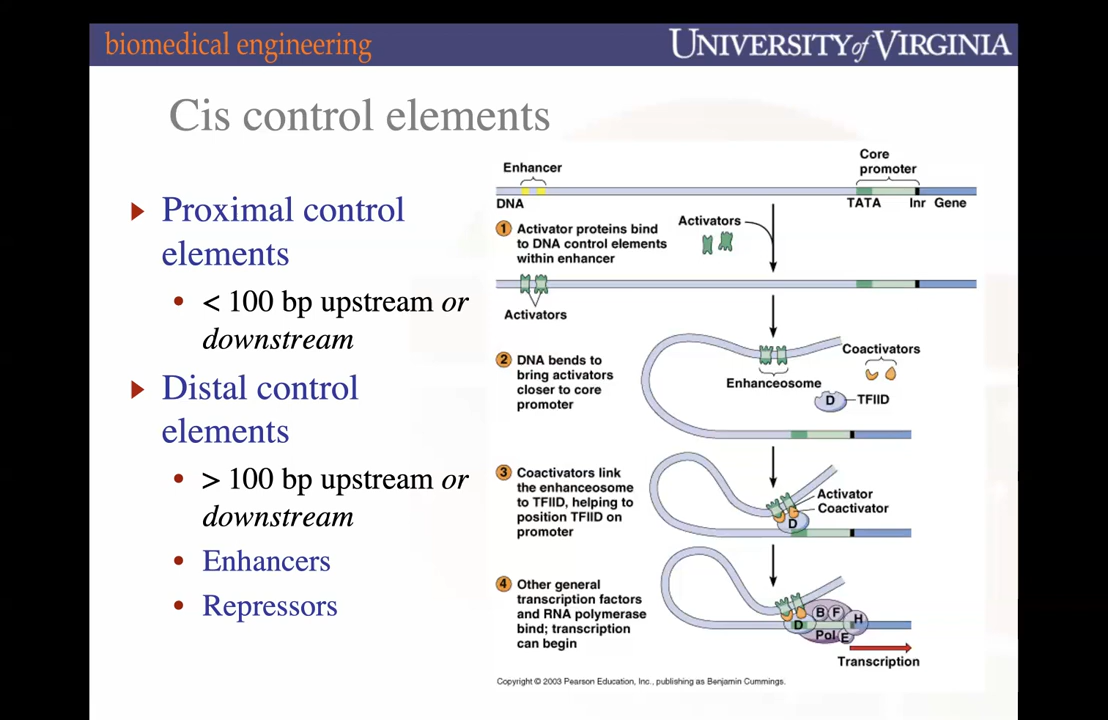 biomedical engineering
UNIVERSITY of VIRGINIA
Cis control elements
Proximal control
elements
< 100 bp upstream or
downstream
Distal control
elements
> 100 bp upstream or
downstream
Enhancers
Repressors
Enhancer
Core
promoter
DNA
TATA
Inr
Gene
1 Activator proteins bind
to DNA control elements
within enhancer
Activators
Activators
2 DNA bends to
bring activators
closer to core
promoter
Coactivators
Enhanceosome
D
TFIID
3 Coactivators link
the enhanceosome
to TFIID, helping to
position TFIID on
promoter
Activator
Coactivator
D
4 Other general
transcription factors
and RNA polymerase
bind; transcription
can begin
B F
H
D
Pol E
Transcription
Copyright © 2003 Pearson Education, Inc., publishing as Benjamin Cummings.